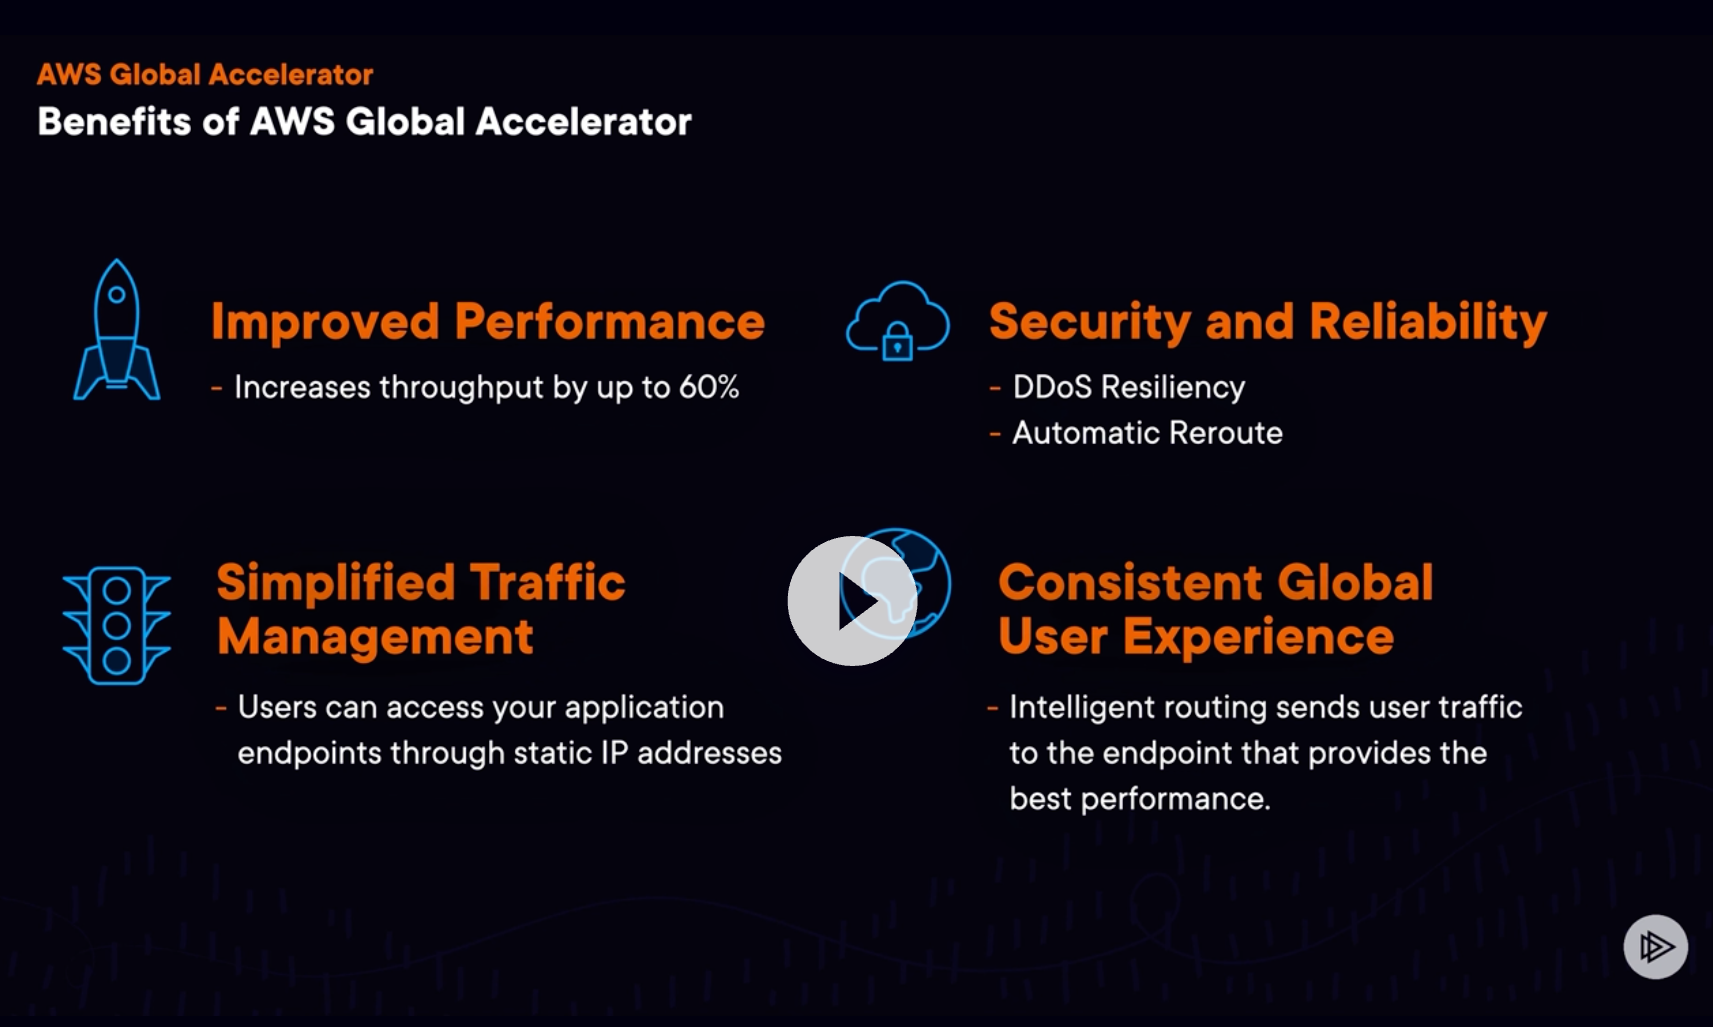 AWS Global Accelerator
Benefits of AWS Global Accelerator
Improved Performance
- Increases throughput by up to 60%
Security and Reliability
- DDoS Resiliency
- Automatic Reroute
Simplified Traffic
Management
- Users can access your application
endpoints through static IP addresses
Consistent Global
User Experience
- Intelligent routing sends user traffic
to the endpoint that provides the
best performance.